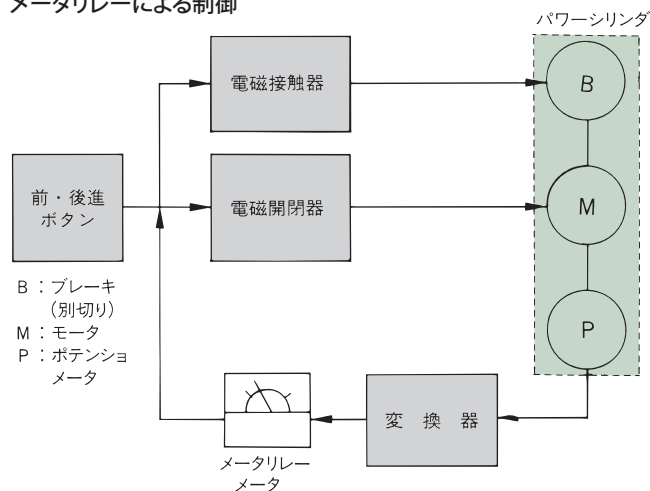 メータリレーによる制御
パワーシリンダ
電磁接触器
B
前・後進
ボタン
電磁開閉器
M
B：ブレーキ
（別切り）
M：モータ
P：ポテンショ
メータ
P
変換器
メータリレー
メータ